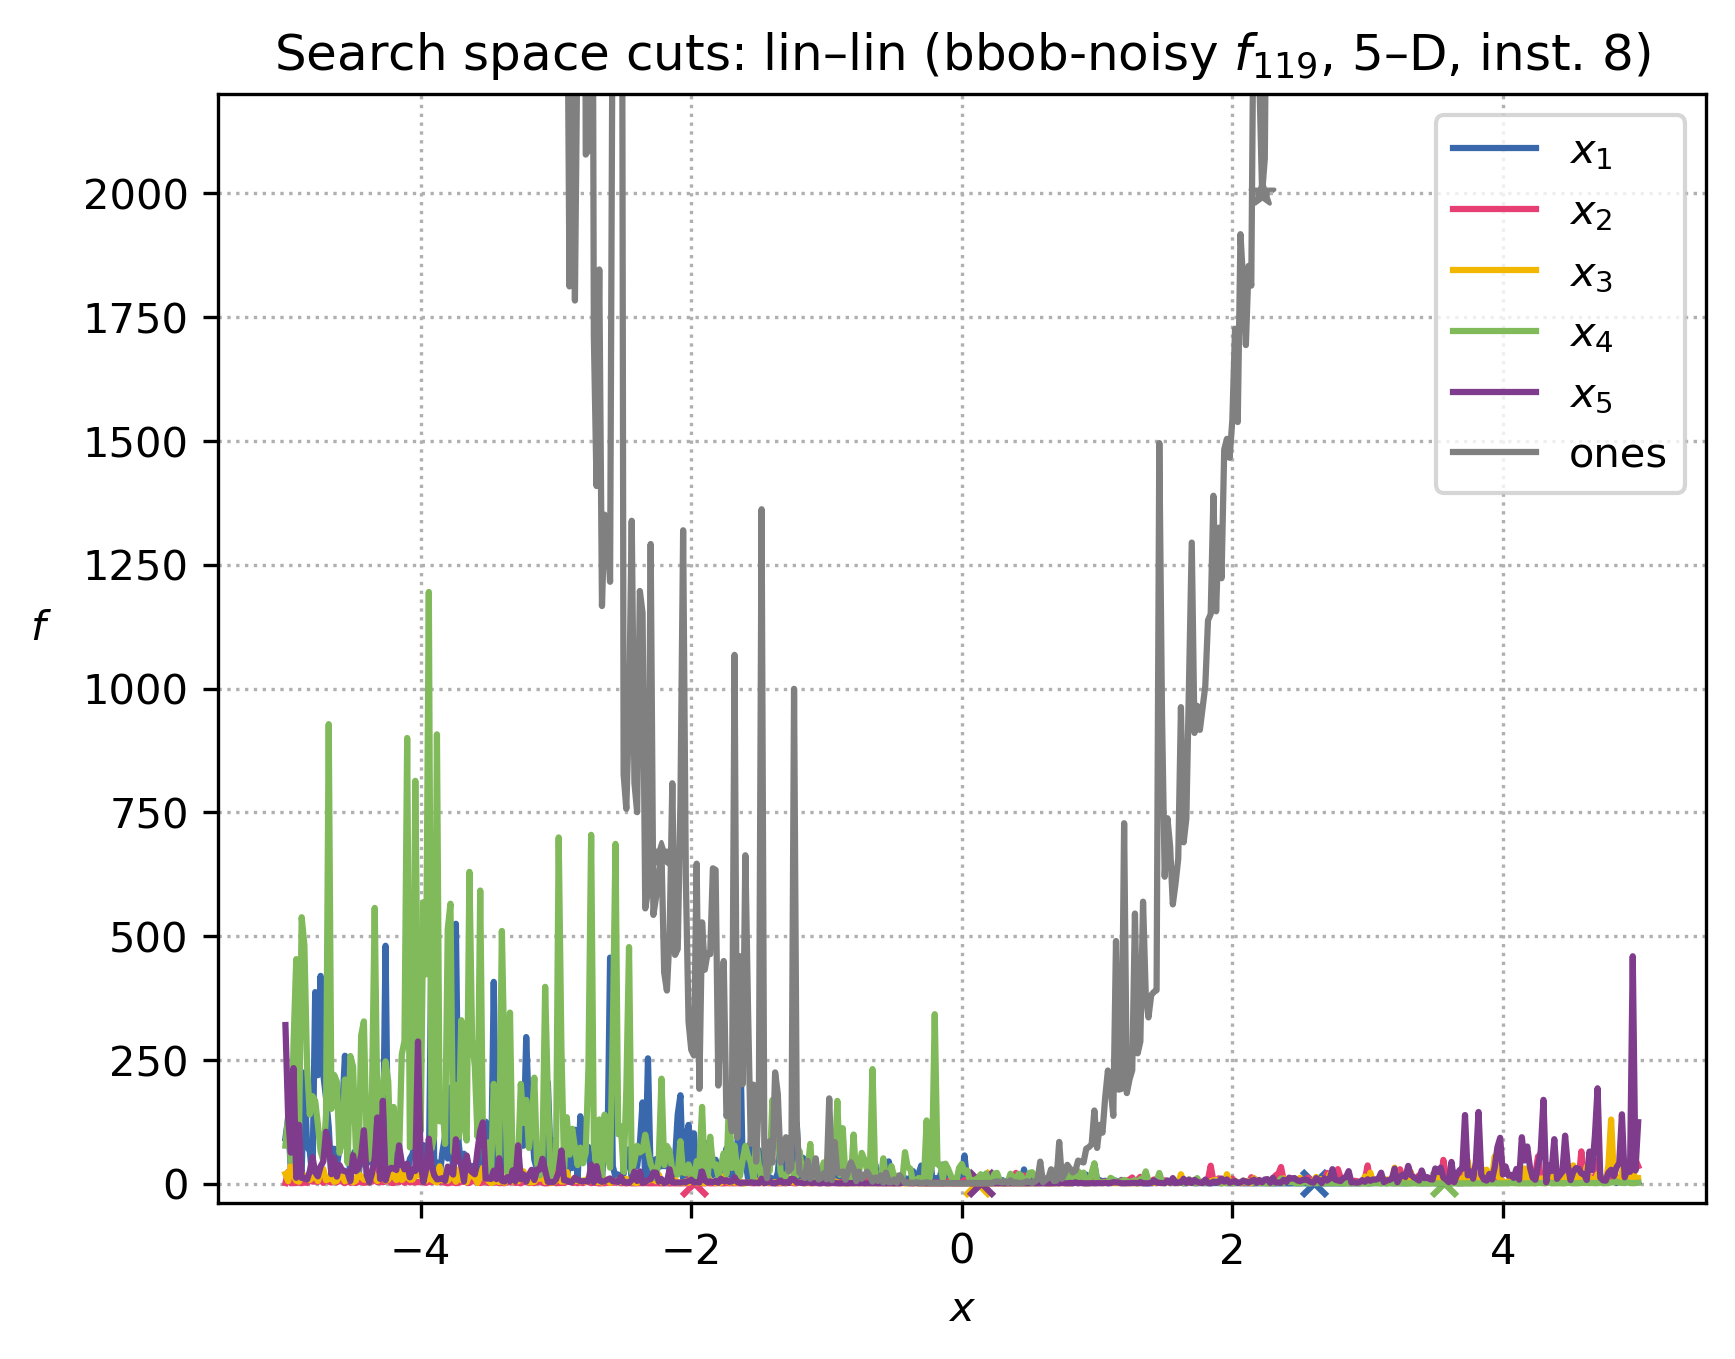 Search space cuts: lin–lin (bbob-noisy f₁₁₉, 5–D, inst. 8)
x₁
x₂
x₃
x₄
x₅
ones
2000
1750
1500
1250
1000
750
500
250
0
f
−4 −2 0 2 4
x